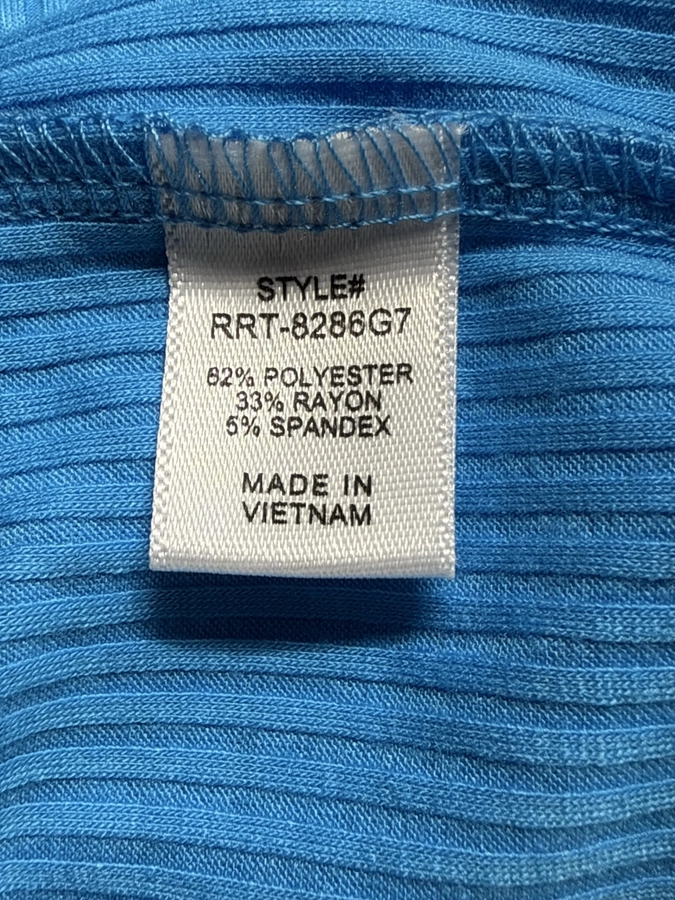 STYLE#
RRT-8286G7
62% POLYESTER
33% RAYON
5% SPANDEX
MADE IN
VIETNAM